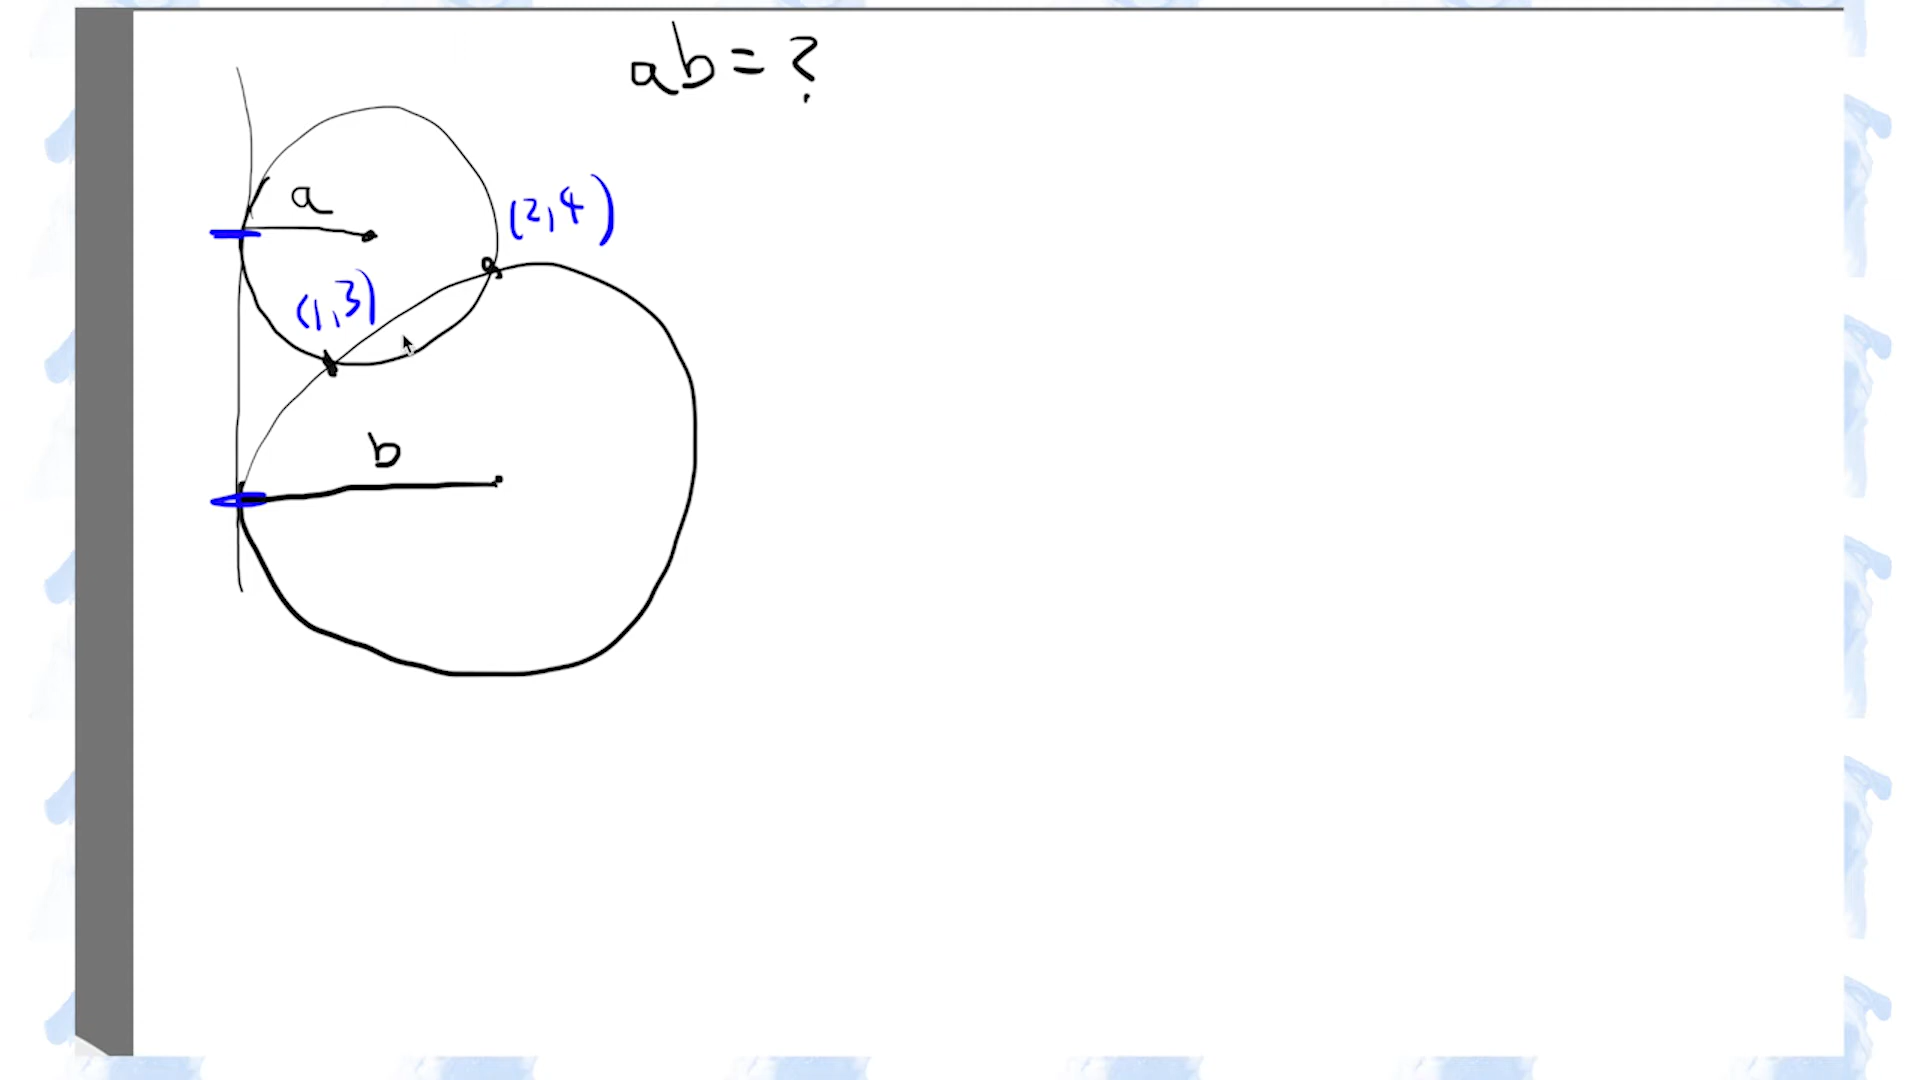 ab = ?
a
(2,4)
(1,3)
b